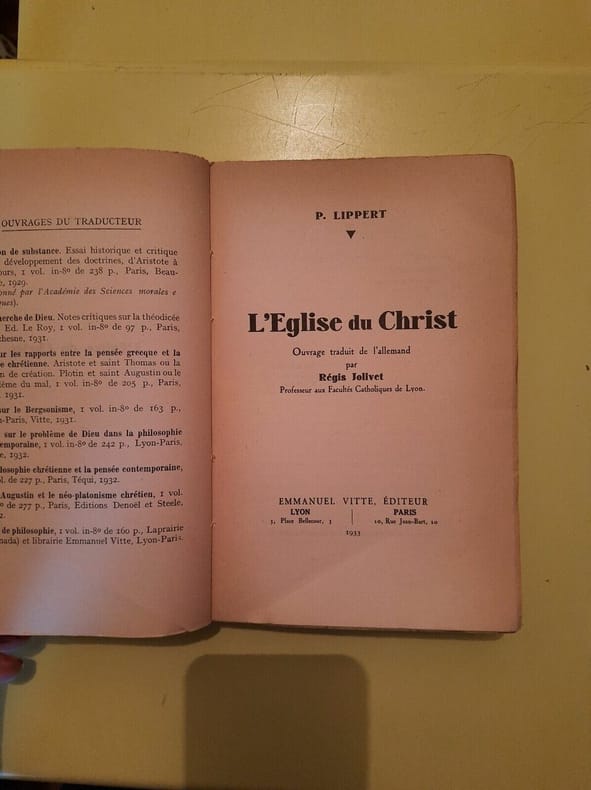 OUVRAGES DU TRADUCTEUR
on de substance. Essai historique et critique
développement des doctrines, d'Aristote à
ours, 1 vol. in-8º de 238 p., Paris, Beau-
e, 1929.
onné par l'Académie des Sciences morales e
ques).
herche de Dieu. Notes critiques sur la théodicée
Ed. Le Roy, 1 vol. in-8º de 97 p., Paris,
chesne, 1931.
ur les rapports entre la pensée grecque et la
e chrétienne. Aristote et saint Thomas ou la
n de création. Plotin et saint Augustin ou le
lème du mal, 1 vol. in-8º de 205 p., Paris,
1931.
sur le Bergsonisme, 1 vol. in-8º de 163 p.,
n-Paris, Vitte, 1931.
sur le problème de Dieu dans la philosophie
temporaine, 1 vol. in-8º de 242 p., Lyon-Paris,
e, 1932.
losophie chrétienne et la pensée contemporaine,
ol. de 227 p., Paris, Téqui, 1932.
Augustin et le néo-platonisme chrétien, 1 vol.
º de 277 p., Paris, Editions Denoël et Steele,
2.
de philosophie, 1 vol. in-8º de 160 p., Laprairie
nada) et librairie Emmanuel Vitte, Lyon-Paris.
P. LIPPERT
L'Eglise du Christ
Ouvrage traduit de l'allemand
par
Régis Jolivet
Professeur aux Facultés Catholiques de Lyon.
EMMANUEL VITTE, ÉDITEUR
LYON
3, Place Bellecour, 3
PARIS
10, Rue Jean-Bart, 10
1933